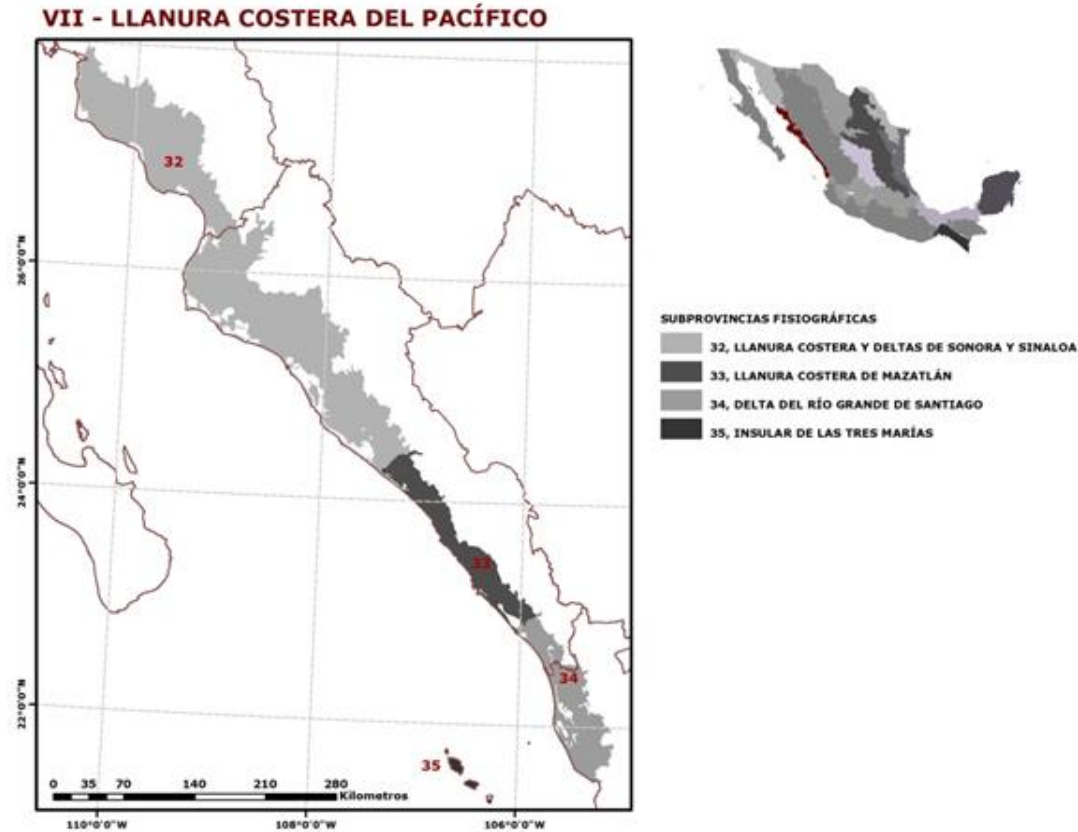 VII - LLANURA COSTERA DEL PACÍFICO
32
26°0'0"N
24°0'0"N
33
34
22°0'0"N
35
0 35 70 140 210 280
Kilometros
110°0'0"W 108°0'0"W 106°0'0"W
SUBPROVINCIAS FISIOGRÁFICAS
32, LLANURA COSTERA Y DELTAS DE SONORA Y SINALOA
33, LLANURA COSTERA DE MAZATLÁN
34, DELTA DEL RÍO GRANDE DE SANTIAGO
35, INSULAR DE LAS TRES MARÍAS